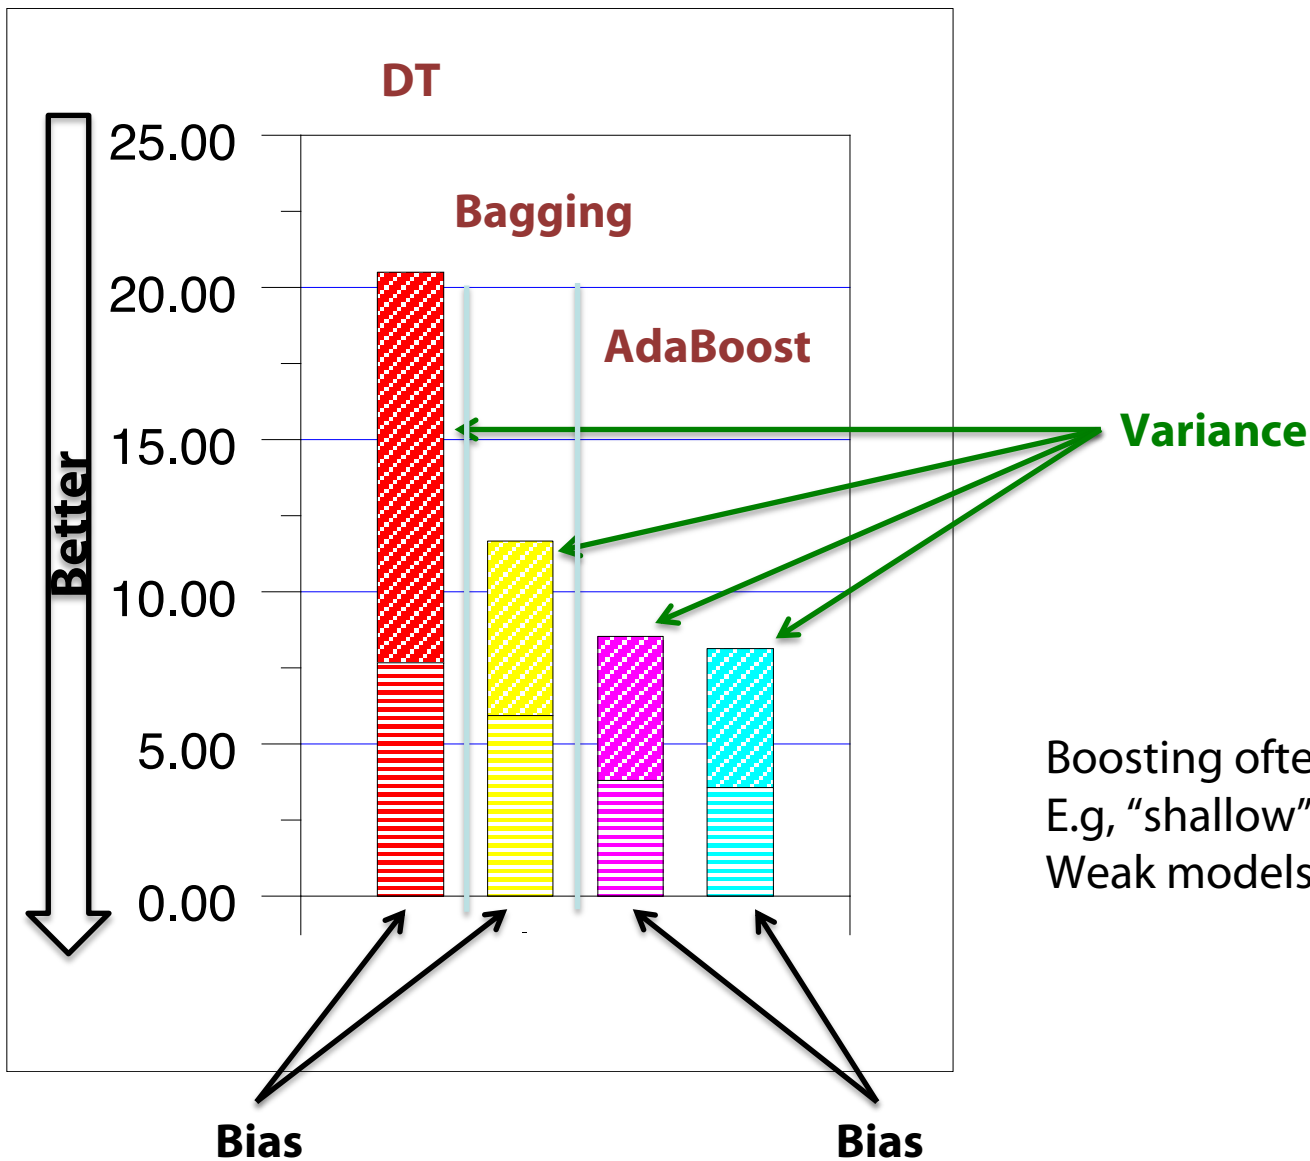 DT
25.00
Bagging
20.00
AdaBoost
15.00
Variance
Better
10.00
5.00
Boosting ofte
E.g, “shallow”
Weak models
0.00
Bias
Bias